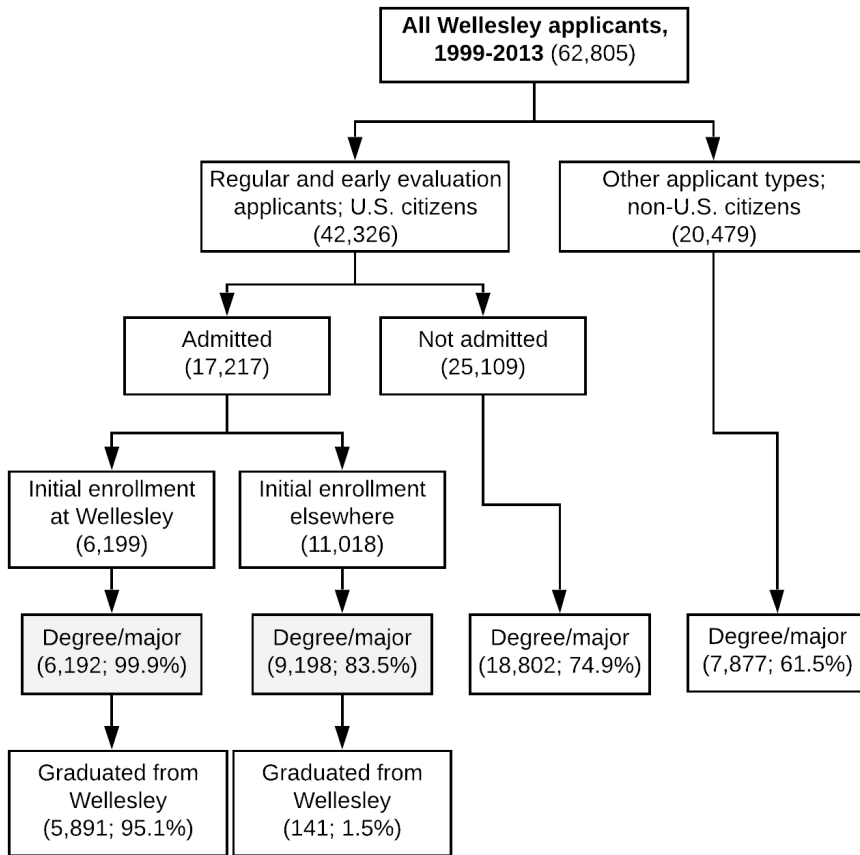 All Wellesley applicants,
1999-2013 (62,805)
Regular and early evaluation
applicants; U.S. citizens
(42,326)
Other applicant types;
non-U.S. citizens
(20,479)
Admitted
(17,217)
Not admitted
(25,109)
Initial enrollment
at Wellesley
(6,199)
Initial enrollment
elsewhere
(11,018)
Degree/major
(6,192; 99.9%)
Degree/major
(9,198; 83.5%)
Degree/major
(18,802; 74.9%)
Degree/major
(7,877; 61.5%)
Graduated from
Wellesley
(5,891; 95.1%)
Graduated from
Wellesley
(141; 1.5%)